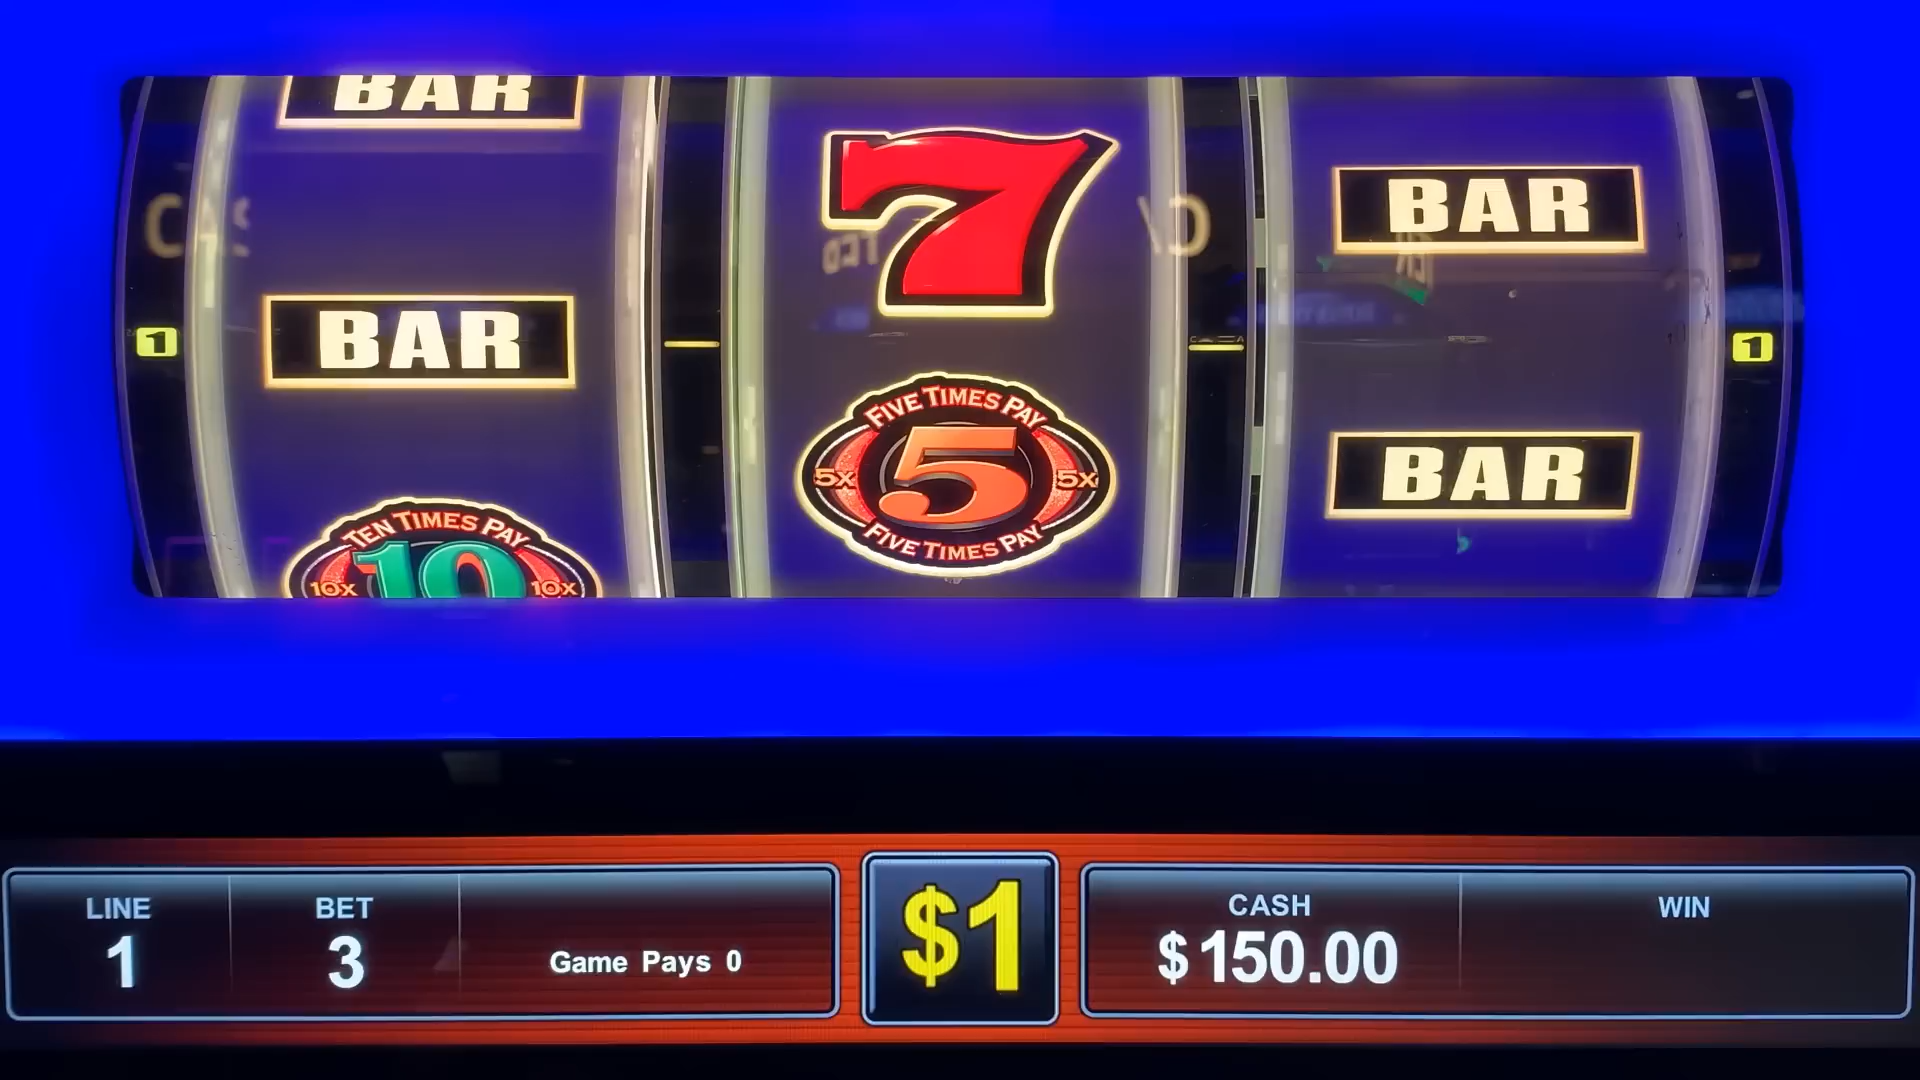 BAR
7
BAR
1
BAR
1
FIVE TIMES PAY
5x 5 5x
FIVE TIMES PAY
BAR
TEN TIMES PAY
10x 10 10x
LINE
1
BET
3
Game Pays 0
$1
CASH
$150.00
WIN